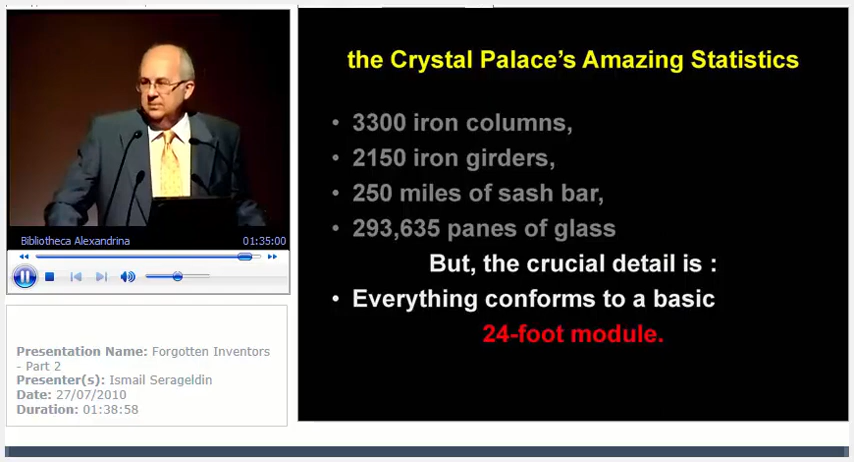 the Crystal Palace's Amazing Statistics
• 3300 iron columns,
• 2150 iron girders,
• 250 miles of sash bar,
• 293,635 panes of glass
But, the crucial detail is :
• Everything conforms to a basic
24-foot module.
Bibliotheca Alexandrina 01:35:00
Presentation Name: Forgotten Inventors
- Part 2
Presenter(s): Ismail Serageldin
Date: 27/07/2010
Duration: 01:38:58